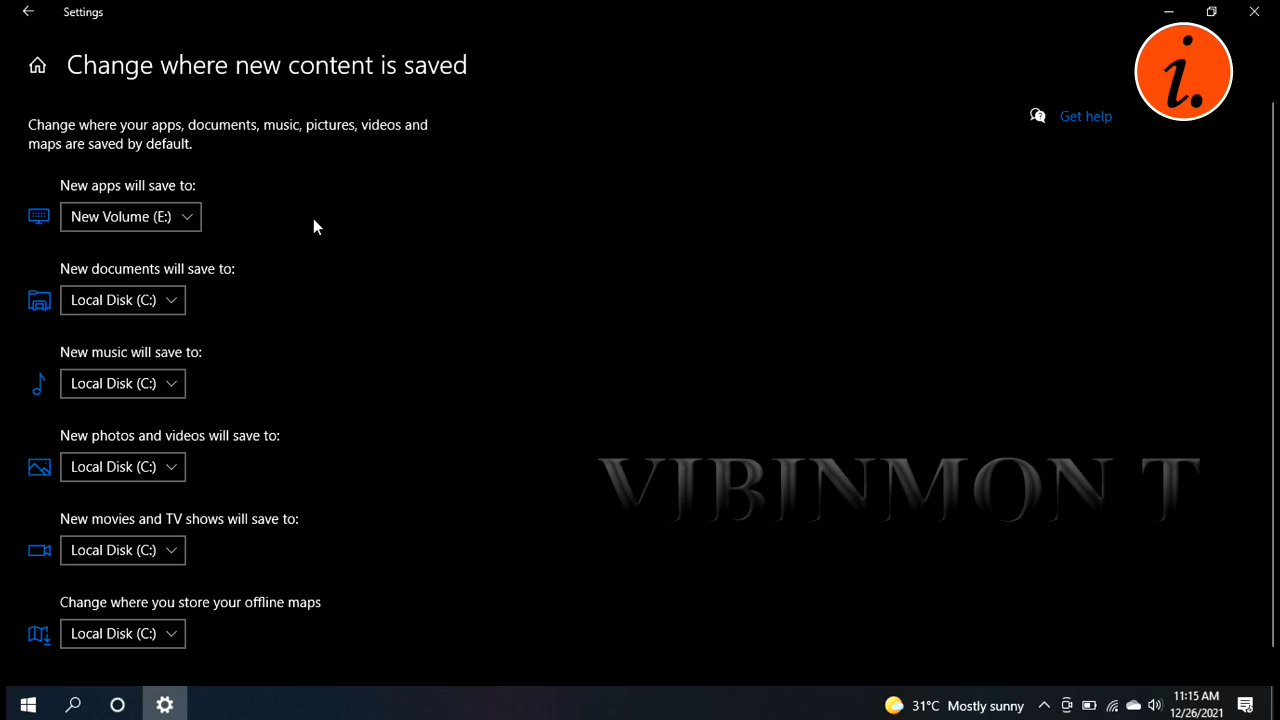 Settings
i.
Change where new content is saved
Change where your apps, documents, music, pictures, videos and
maps are saved by default.
Get help
New apps will save to:
New Volume (E:)
New documents will save to:
Local Disk (C:)
New music will save to:
Local Disk (C:)
New photos and videos will save to:
Local Disk (C:)
VIBINMON T
New movies and TV shows will save to:
Local Disk (C:)
Change where you store your offline maps
Local Disk (C:)
31°C Mostly sunny
11:15 AM
12/26/2021